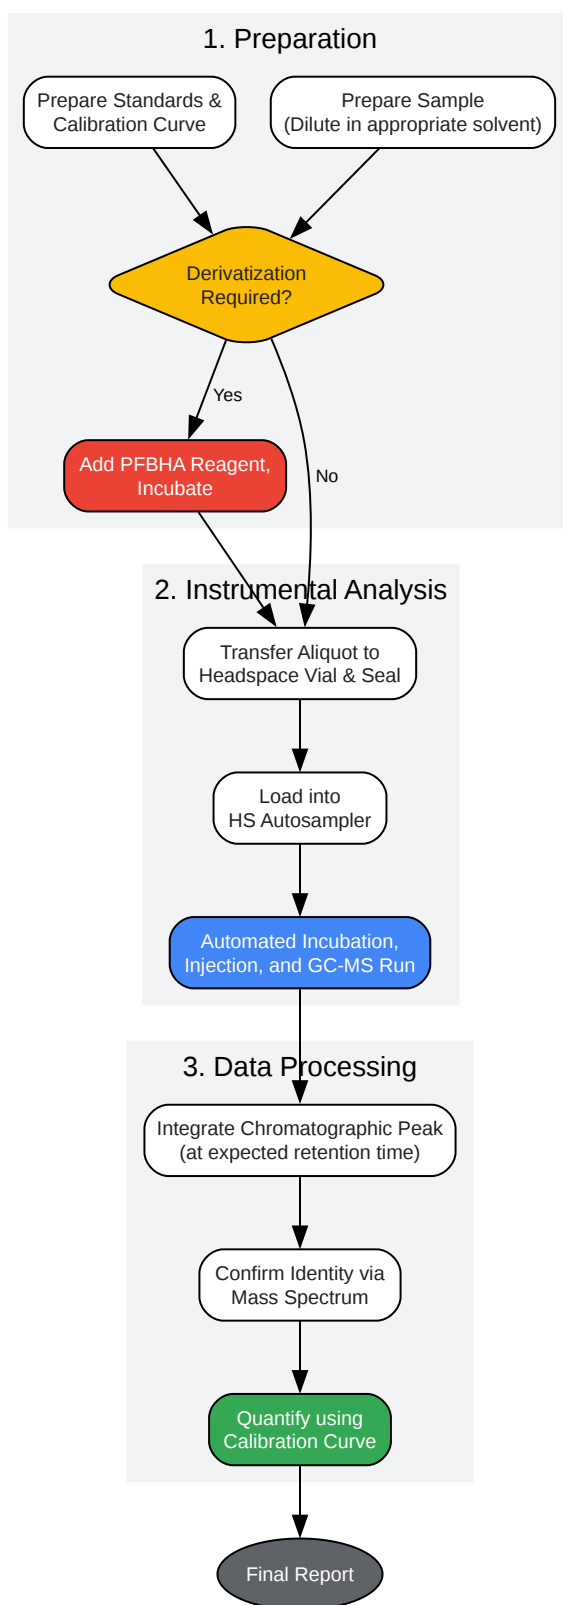 1. Preparation
Prepare Standards &
Calibration Curve
Prepare Sample
(Dilute in appropriate solvent)
Derivatization
Required?
Yes
No
Add PFBHA Reagent,
Incubate
2. Instrumental Analysis
Transfer Aliquot to
Headspace Vial & Seal
Load into
HS Autosampler
Automated Incubation,
Injection, and GC-MS Run
3. Data Processing
Integrate Chromatographic Peak
(at expected retention time)
Confirm Identity via
Mass Spectrum
Quantify using
Calibration Curve
Final Report